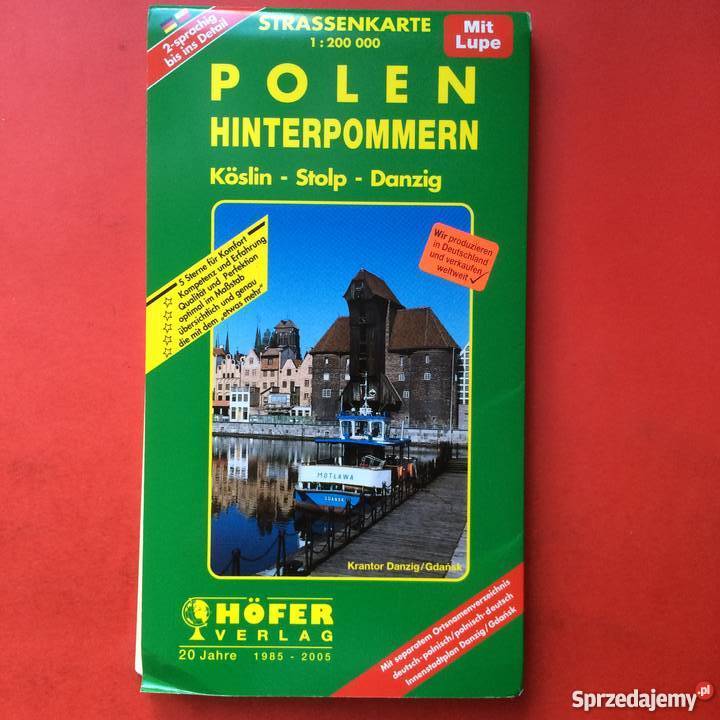 2-sprachig
bis ins Detail
STRASSENKARTE
1 : 200 000
Mit
Lupe
POLEN
HINTERPOMMERN
Köslin - Stolp - Danzig
5 Sterne für Komfort
Kompetenz und Erfahrung
Qualität und Perfektion
optimal im Maßstab
übersichtlich und genau
die mit dem „etwas mehr"
Wir produzieren
in Deutschland
und verkaufen
weltweit
MOTŁAWA
GDAŃSK
Krantor Danzig/Gdańsk
HÖFER
VERLAG
20 Jahre 1985 - 2005
Mit separatem Ortsnamenverzeichnis
deutsch-polnisch/polnisch-deutsch
Innenstadtplan Danzig/Gdańsk
Sprzedajemy.pl